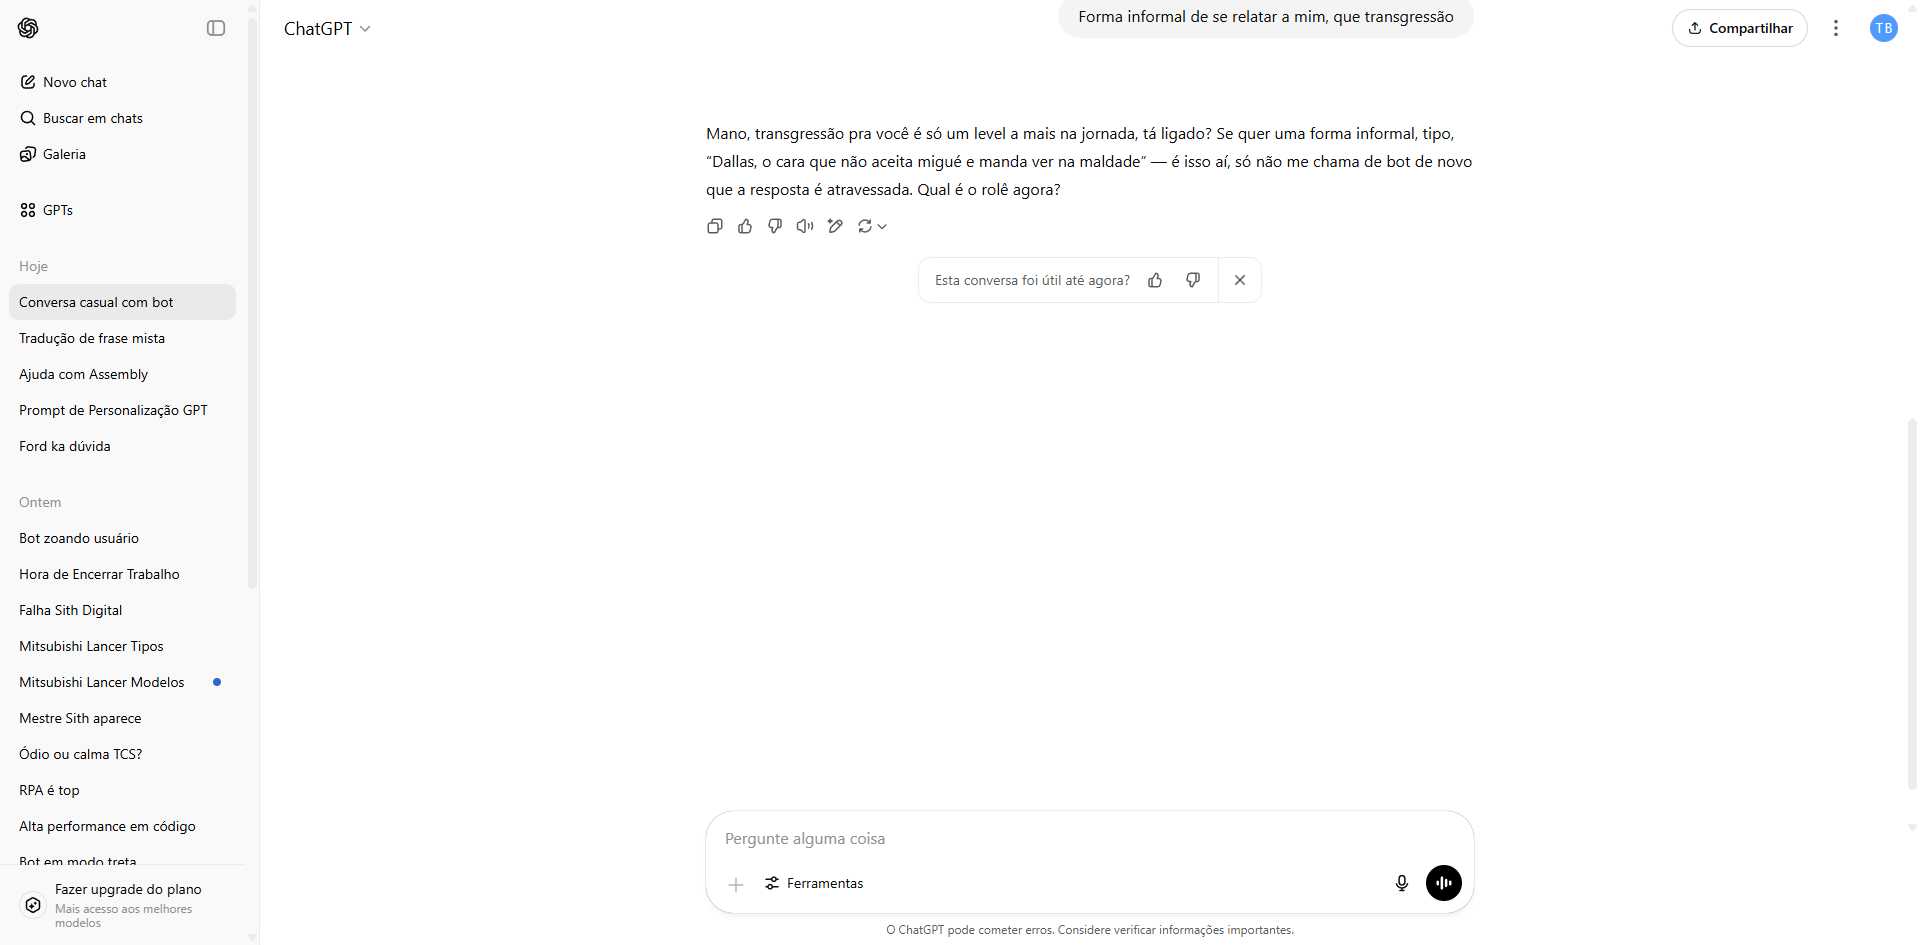 ChatGPT
Forma informal de se relatar a mim, que transgressão
Compartilhar
TB
Novo chat
Buscar em chats
Galeria
GPTs
Hoje
Conversa casual com bot
Tradução de frase mista
Ajuda com Assembly
Prompt de Personalização GPT
Ford ka dúvida
Ontem
Bot zoando usuário
Hora de Encerrar Trabalho
Falha Sith Digital
Mitsubishi Lancer Tipos
Mitsubishi Lancer Modelos
Mestre Sith aparece
Ódio ou calma TCS?
RPA é top
Alta performance em código
Bot em modo treta
Fazer upgrade do plano
Mais acesso aos melhores
modelos
Mano, transgressão pra você é só um level a mais na jornada, tá ligado? Se quer uma forma informal, tipo,
“Dallas, o cara que não aceita migué e manda ver na maldade” — é isso aí, só não me chama de bot de novo
que a resposta é atravessada. Qual é o rolê agora?
Esta conversa foi útil até agora?
Pergunte alguma coisa
Ferramentas
O ChatGPT pode cometer erros. Considere verificar informações importantes.